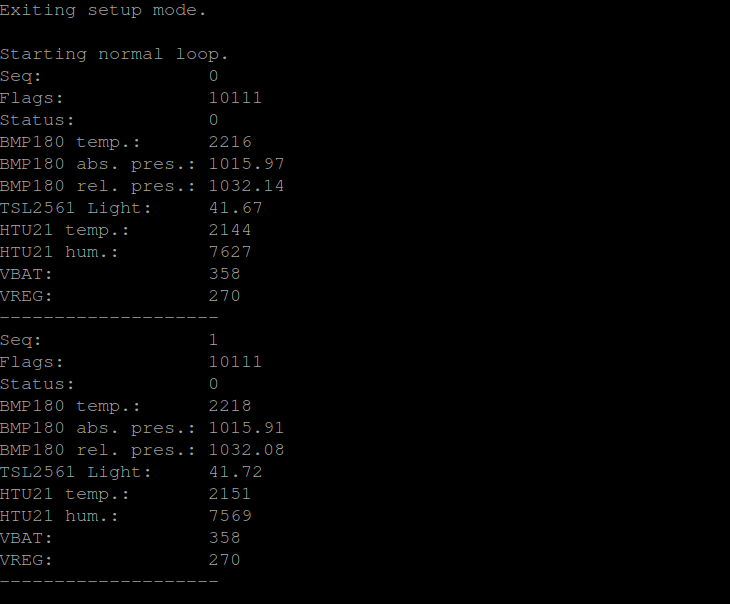 Exiting setup mode.
Starting normal loop.
Seq: 0
Flags: 10111
Status: 0
BMP180 temp.: 2216
BMP180 abs. pres.: 1015.97
BMP180 rel. pres.: 1032.14
TSL2561 Light: 41.67
HTU21 temp.: 2144
HTU21 hum.: 7627
VBAT: 358
VREG: 270
--------------------
Seq: 1
Flags: 10111
Status: 0
BMP180 temp.: 2218
BMP180 abs. pres.: 1015.91
BMP180 rel. pres.: 1032.08
TSL2561 Light: 41.72
HTU21 temp.: 2151
HTU21 hum.: 7569
VBAT: 358
VREG: 270
--------------------